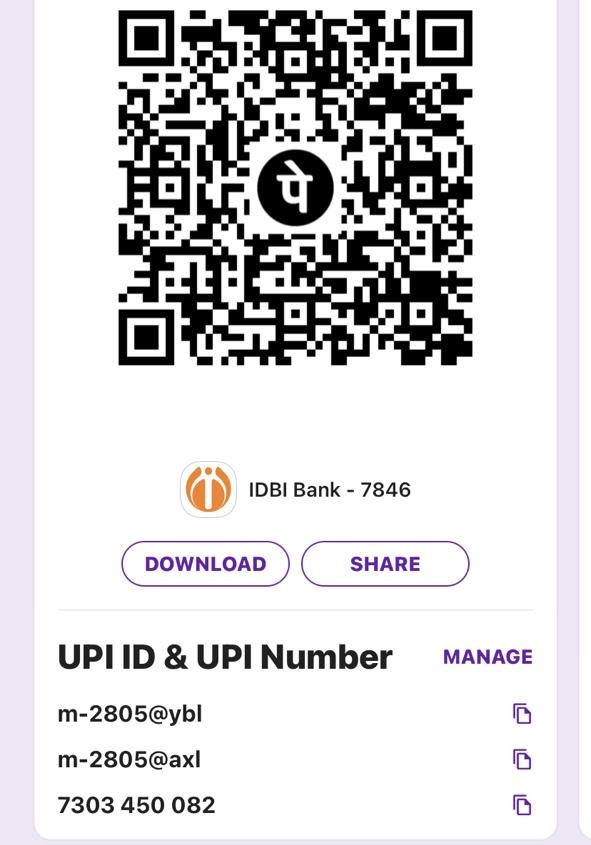 पे
IDBI Bank - 7846
DOWNLOAD
SHARE
UPI ID & UPI Number
MANAGE
m-2805@ybl
m-2805@axl
7303 450 082